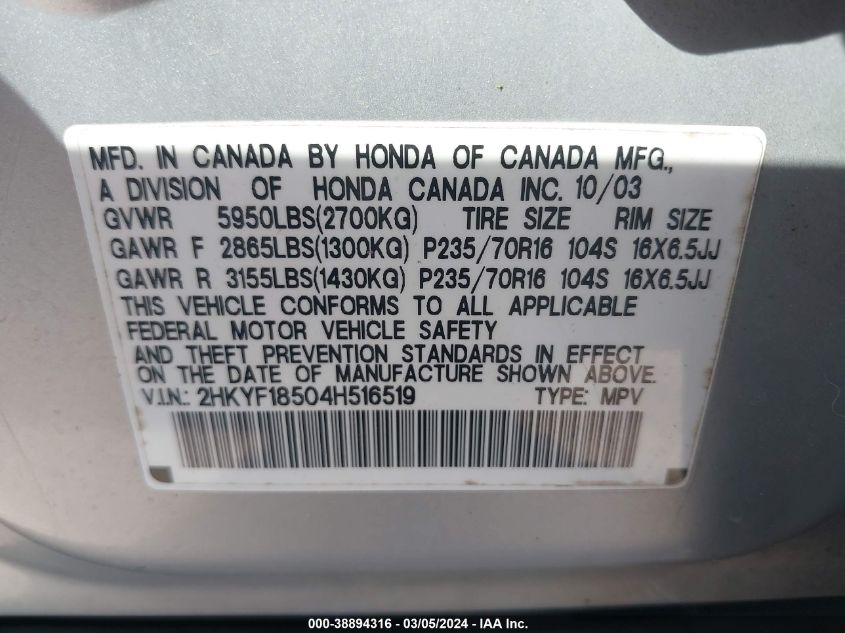 MFD. IN CANADA BY HONDA OF CANADA MFG.,
A DIVISION OF HONDA CANADA INC. 10/03
GVWR 5950LBS(2700KG) TIRE SIZE RIM SIZE
GAWR F 2865LBS(1300KG) P235/70R16 104S 16X6.5JJ
GAWR R 3155LBS(1430KG) P235/70R16 104S 16X6.5JJ
THIS VEHICLE CONFORMS TO ALL APPLICABLE
FEDERAL MOTOR VEHICLE SAFETY
AND THEFT PREVENTION STANDARDS IN EFFECT
ON THE DATE OF MANUFACTURE SHOWN ABOVE.
V.I.N.: 2HKYF18504H516519 TYPE: MPV
000-38894316 - 03/05/2024 - IAA Inc.